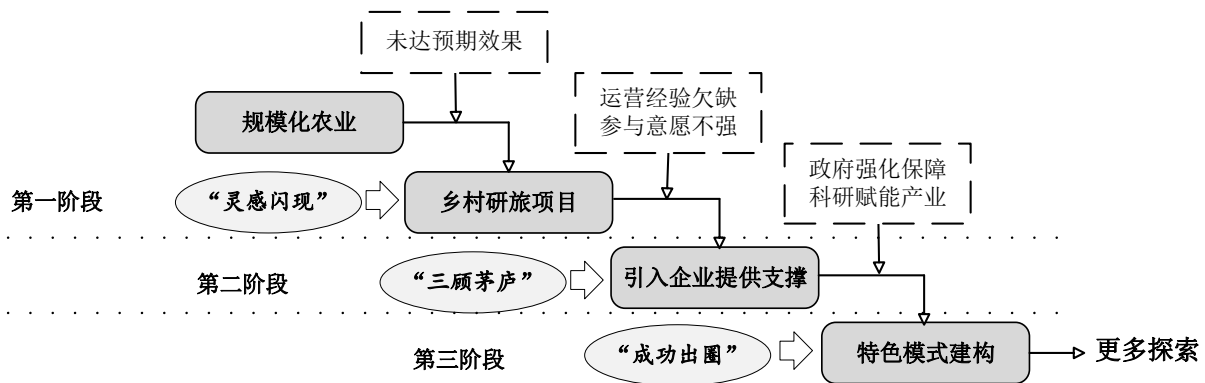 未达预期效果
规模化农业
运营经验欠缺
参与意愿不强
政府强化保障
科研赋能产业
第一阶段
“灵感闪现”
乡村研旅项目
第二阶段
“三顾茅庐”
引入企业提供支撑
第三阶段
“成功出圈”
特色模式建构
更多探索